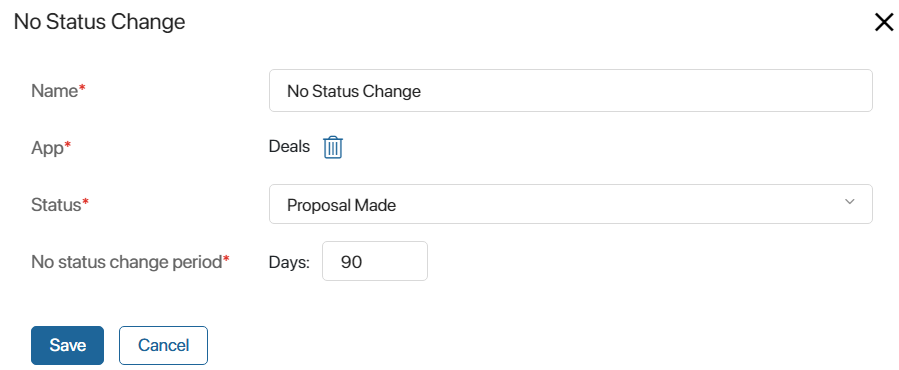 No Status Change
Name* No Status Change
App* Deals
Status* Proposal Made
No status change period* Days: 90
Save Cancel